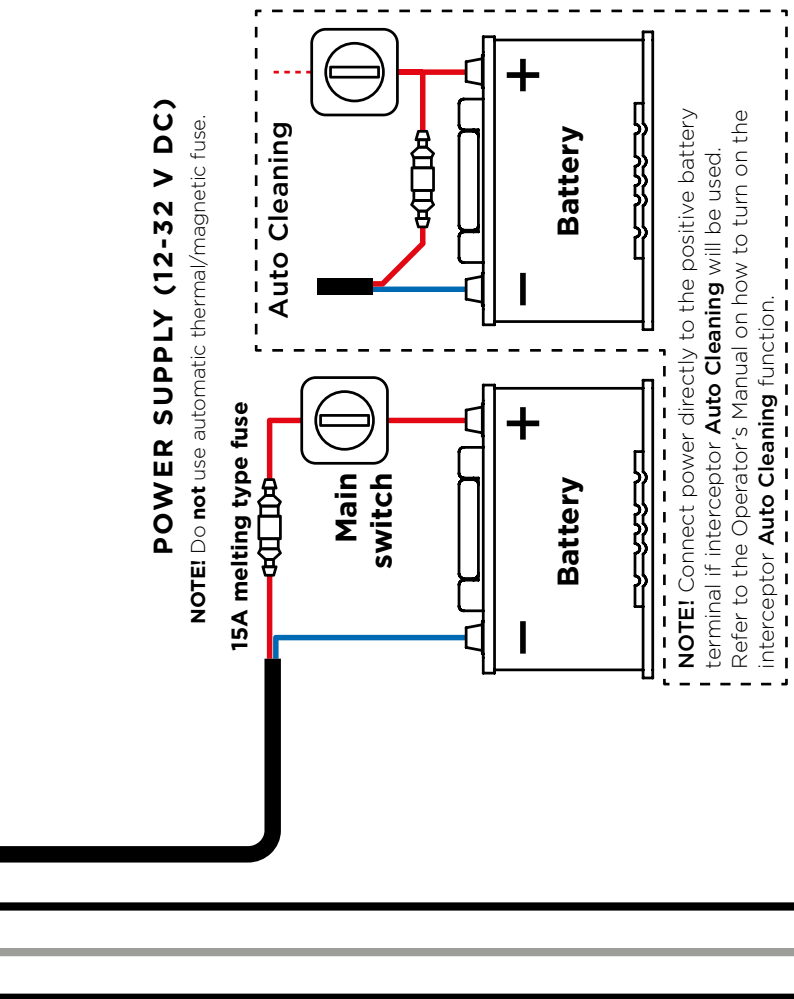 POWER SUPPLY (12-32 V DC)
NOTE! Do not use automatic thermal/magnetic fuse.
15A melting type fuse
Main
switch
Battery
Auto Cleaning
Battery
NOTE! Connect power directly to the positive battery
terminal if interceptor Auto Cleaning will be used.
Refer to the Operator's Manual on how to turn on the
interceptor Auto Cleaning function.